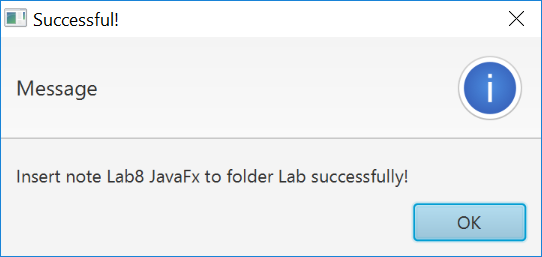 Successful!
Message
Insert note Lab8 JavaFx to folder Lab successfully!
OK